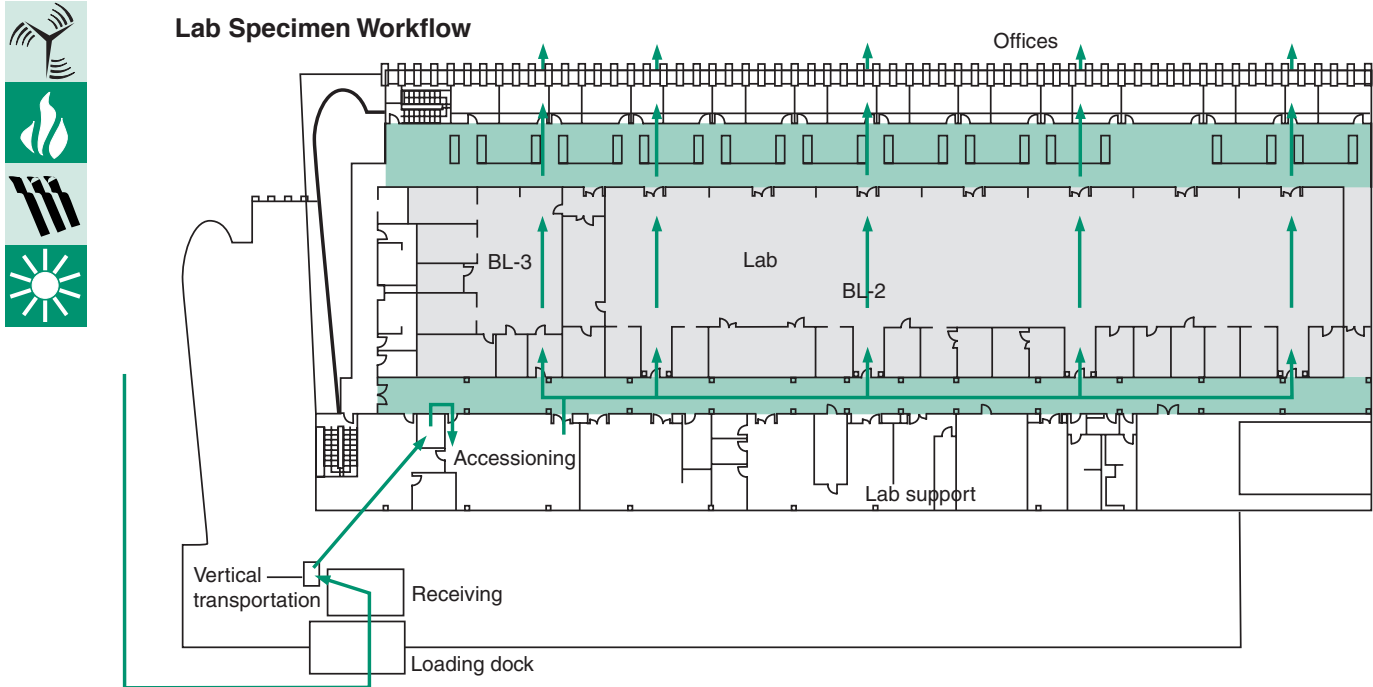 Lab Specimen Workflow
Offices
BL-3
Lab
BL-2
Accessioning
Lab support
Vertical
transportation
Receiving
Loading dock